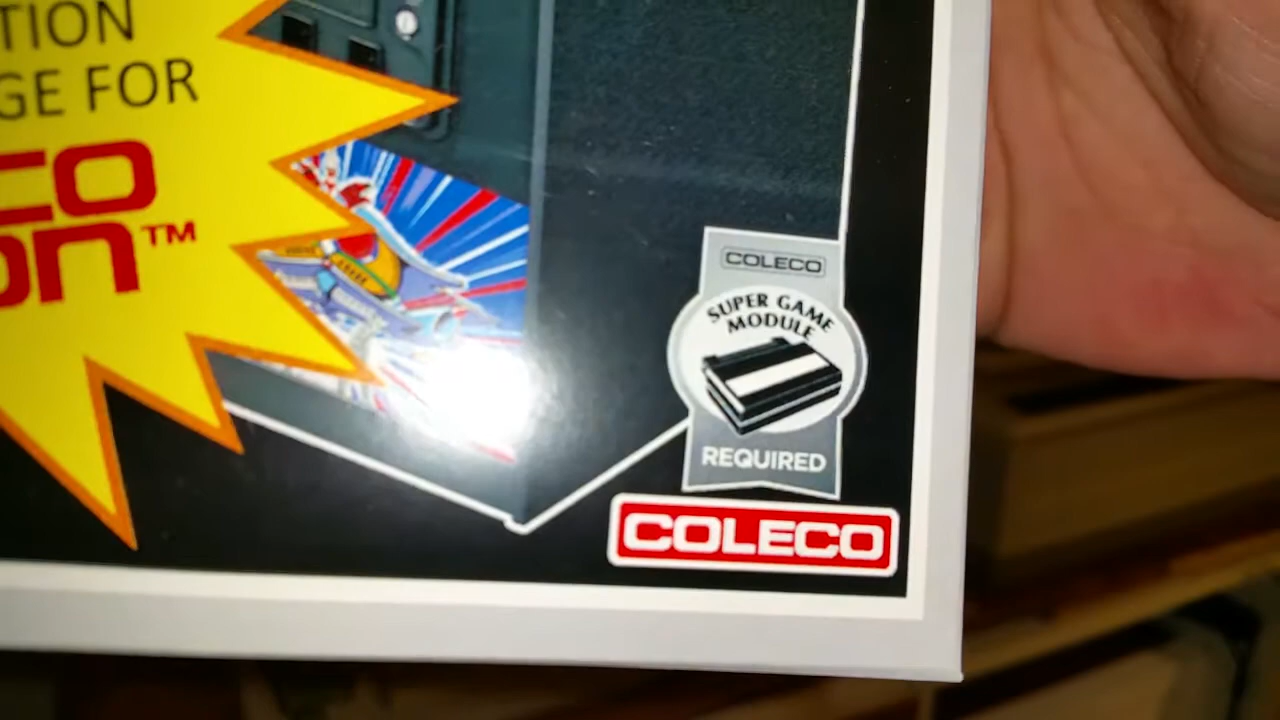 TION
GE FOR
CO
ON™
COLECO
SUPER GAME
MODULE
REQUIRED
COLECO